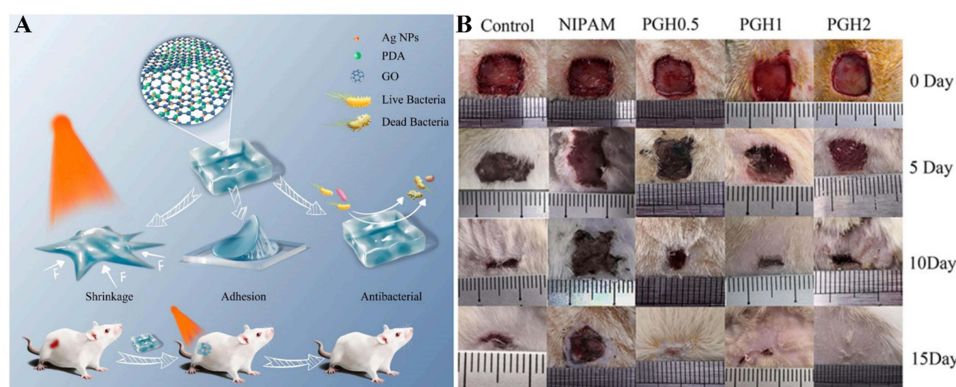 A
Ag NPs
PDA
GO
Live Bacteria
Dead Bacteria
F
F
F
Shrinkage
Adhesion
Antibacterial
B
Control NIPAM PGH0.5 PGH1 PGH2
0 Day
5 Day
10Day
15Day